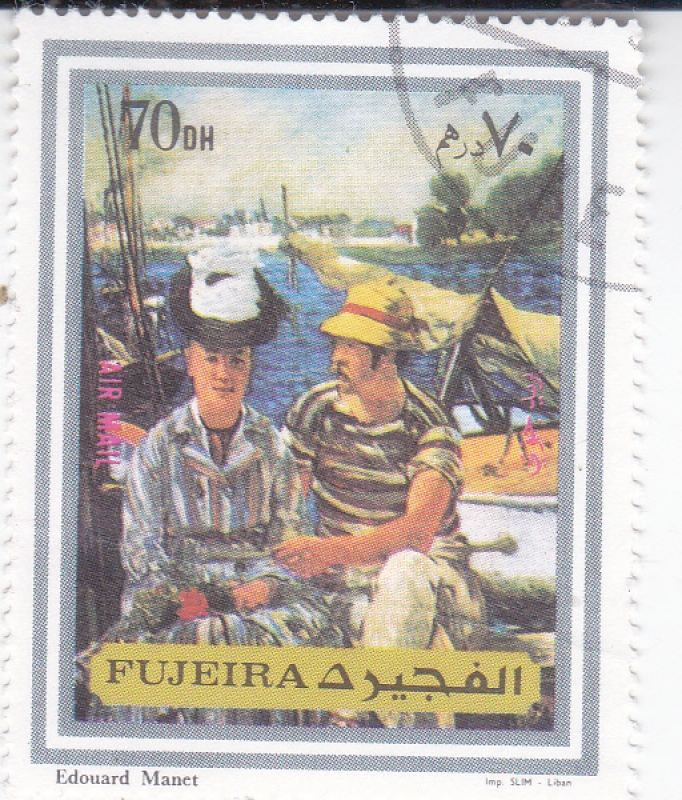 70DH
٧٠ درهم
AIR MAIL
FUJEIRA الفجيرة
Edouard Manet
Imp. SLIM - Liban